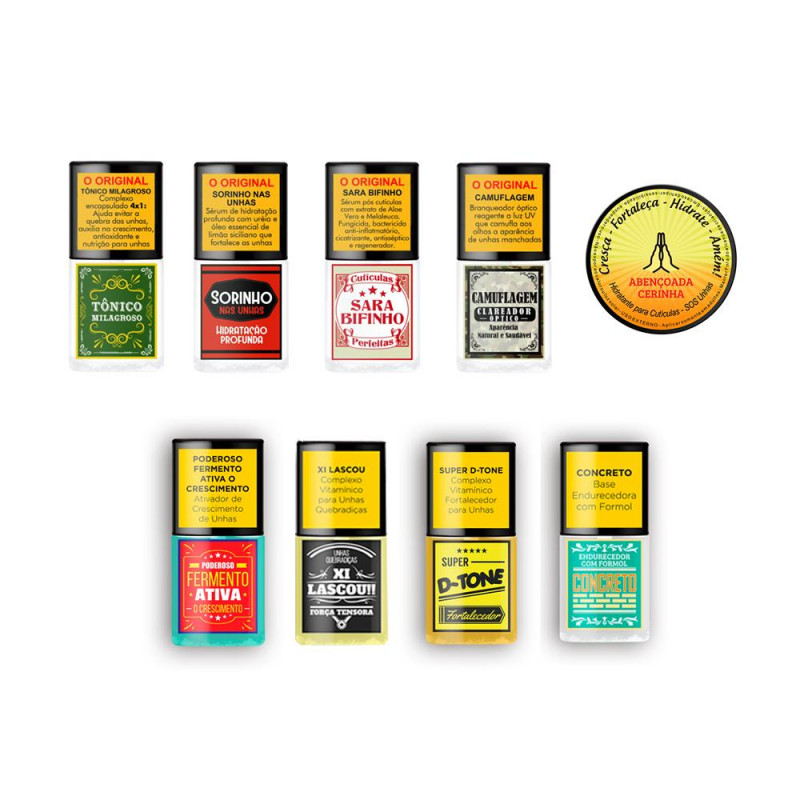 O ORIGINAL
TÔNICO MILAGROSO
Complexo
encapsulado 4x1:
Ajuda evitar a
quebra das unhas,
auxilia no crescimento,
antioxidante e
nutrição para unhas
TÔNICO
MILAGROSO
O ORIGINAL
SORINHO NAS
UNHAS
Sérum de hidratação
profunda com uréia e
óleo essencial de
limão siciliano que
fortalece as unhas
SORINHO
NAS UNHAS
HIDRATAÇÃO
PROFUNDA
O ORIGINAL
SARA BIFINHO
Sérum pós cuticulas
com extrato de Aloe
Vera e Melaleuca.
Fungicida, bactericido
anti-inflmatório,
cicatrizante, antisséptico
e regenerador.
Cutículas
SARA
BIFINHO
Perfeitas
O ORIGINAL
CAMUFLAGEM
Branqueador óptico
reagente a luz UV
que camufla aos
olhos a aparência
de unhas manchadas
CAMUFLAGEM
CLAREADOR
OPTICO
Aparência
Natural e Saudável
Cresça - Fortaleça - Hidrate - Amém!
ABENÇOADA
CERINHA
Hidratante para Cutículas - SOS Unhas
PODEROSO
FERMENTO
ATIVA O
CRESCIMENTO
Ativador de
Crescimento
de Unhas
PODEROSO
FERMENTO
ATIVA
O CRESCIMENTO
XI LASCOU
Complexo
Vitamínico
para Unhas
Quebradiças
UNHAS
QUEBRADIÇAS
XI
LASCOU!!
FORÇA TENSORA
SUPER D-TONE
Complexo
Vitamínico
Fortalecedor
para Unhas
SUPER
D-TONE
Fortalecedor
CONCRETO
Base
Endurecedora
com Formol
ENDURECEDOR
COM FORMOL
CONCRETO